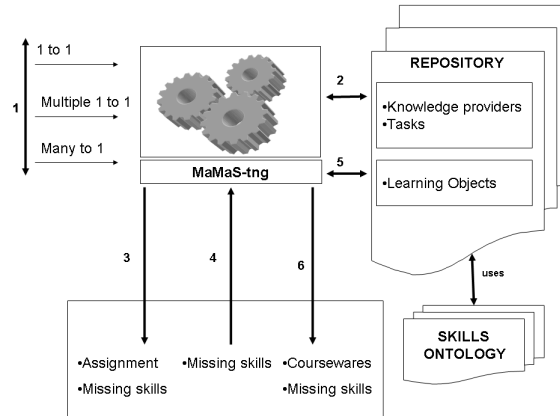 1 to 1
REPOSITORY
1
2
Multiple 1 to 1
•Knowledge providers
•Tasks
Many to 1
MaMaS-tng
5
•Learning Objects
3
4
6
uses
SKILLS
ONTOLOGY
•Assignment
•Missing skills
•Coursewares
•Missing skills
•Missing skills